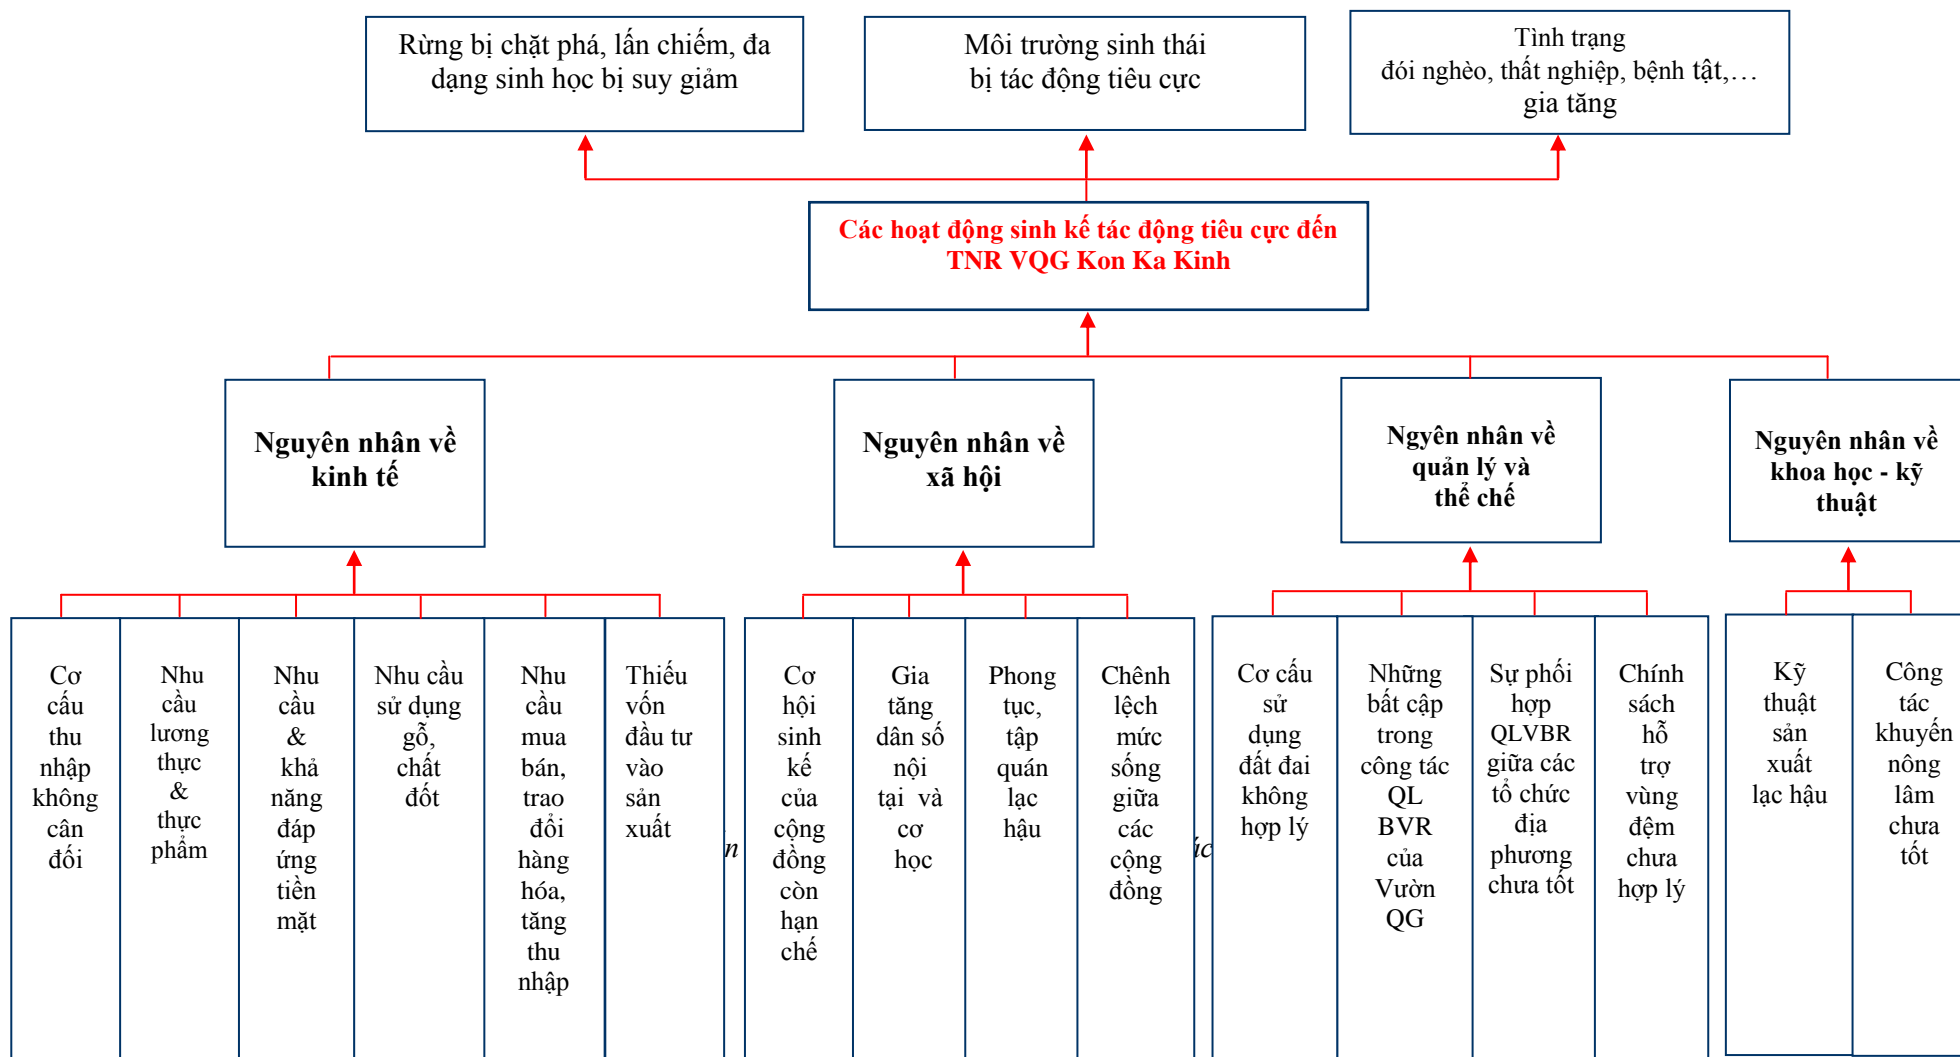 Rừng bị chặt phá, lấn chiếm, đa
dạng sinh học bị suy giảm
Môi trường sinh thái
bị tác động tiêu cực
Tình trạng
đói nghèo, thất nghiệp, bệnh tật,…
gia tăng
Các hoạt động sinh kế tác động tiêu cực đến
TNR VQG Kon Ka Kinh
Nguyên nhân về
kinh tế
Nguyên nhân về
xã hội
Ngyên nhân về
quản lý và
thể chế
Nguyên nhân về
khoa học - kỹ
thuật
Cơ
cấu
thu
nhập
không
cân
đối
Nhu
cầu
lương
thực
&
thực
phẩm
Nhu
cầu
&
khả
năng
đáp
ứng
tiền
mặt
Nhu cầu
sử dụng
gỗ,
chất
đốt
Nhu
cầu
mua
bán,
trao
đổi
hàng
hóa,
tăng
thu
nhập
Thiếu
vốn
đầu tư
vào
sản
xuất
Cơ
hội
sinh
kế
của
cộng
đồng
còn
hạn
chế
Gia
tăng
dân số
nội
tại và
cơ
học
Phong
tục,
tập
quán
lạc
hậu
Chênh
lệch
mức
sống
giữa
các
cộng
đồng
Cơ cấu
sử
dụng
đất đai
không
hợp lý
Những
bất cập
trong
công tác
QL
BVR
của
Vườn
QG
Sự phối
hợp
QLVBR
giữa các
tổ chức
địa
phương
chưa tốt
Chính
sách
hỗ
trợ
vùng
đệm
chưa
hợp lý
Kỹ
thuật
sản
xuất
lạc hậu
Công
tác
khuyến
nông
lâm
chưa
tốt